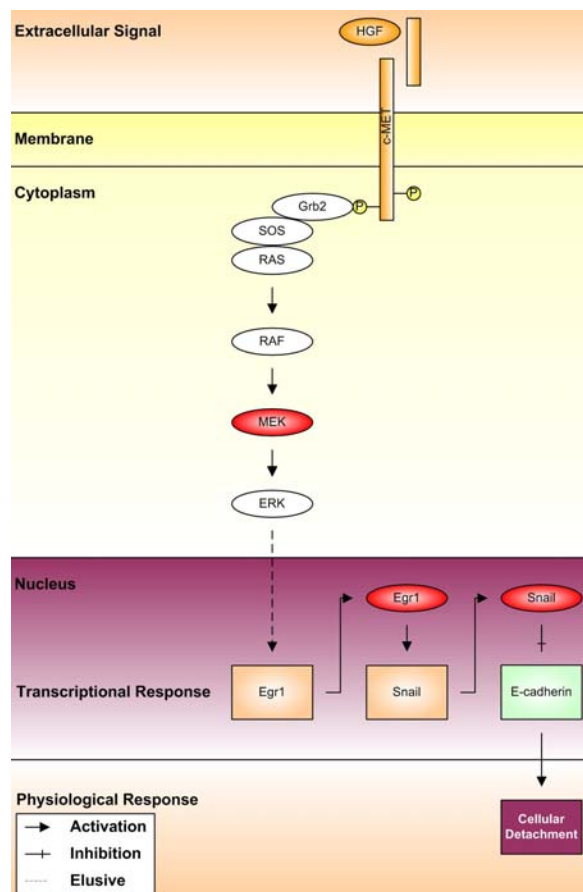 Extracellular Signal
HGF
c-MET
Membrane
Cytoplasm
Grb2
P
P
SOS
RAS
RAF
MEK
ERK
Nucleus
Egr1
Snail
Transcriptional Response
Egr1
Snail
E-cadherin
Physiological Response
Activation
Inhibition
Elusive
Cellular
Detachment